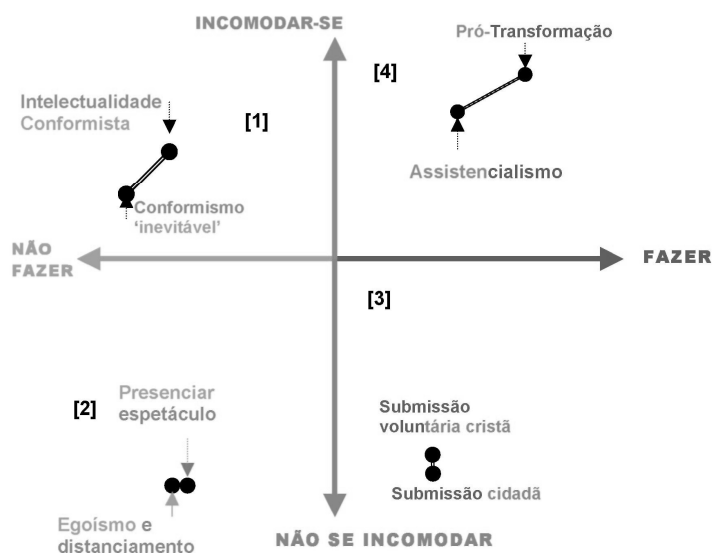 INCOMODAR-SE
Pró-Transformação
[4]
Intelectualidade
Conformista
[1]
Assistencialismo
Conformismo
'inevitável'
NÃO
FAZER
FAZER
[3]
Presenciar
espetáculo
[2]
Submissão
voluntária cristã
Submissão cidadã
Egoísmo e
distanciamento
NÃO SE INCOMODAR